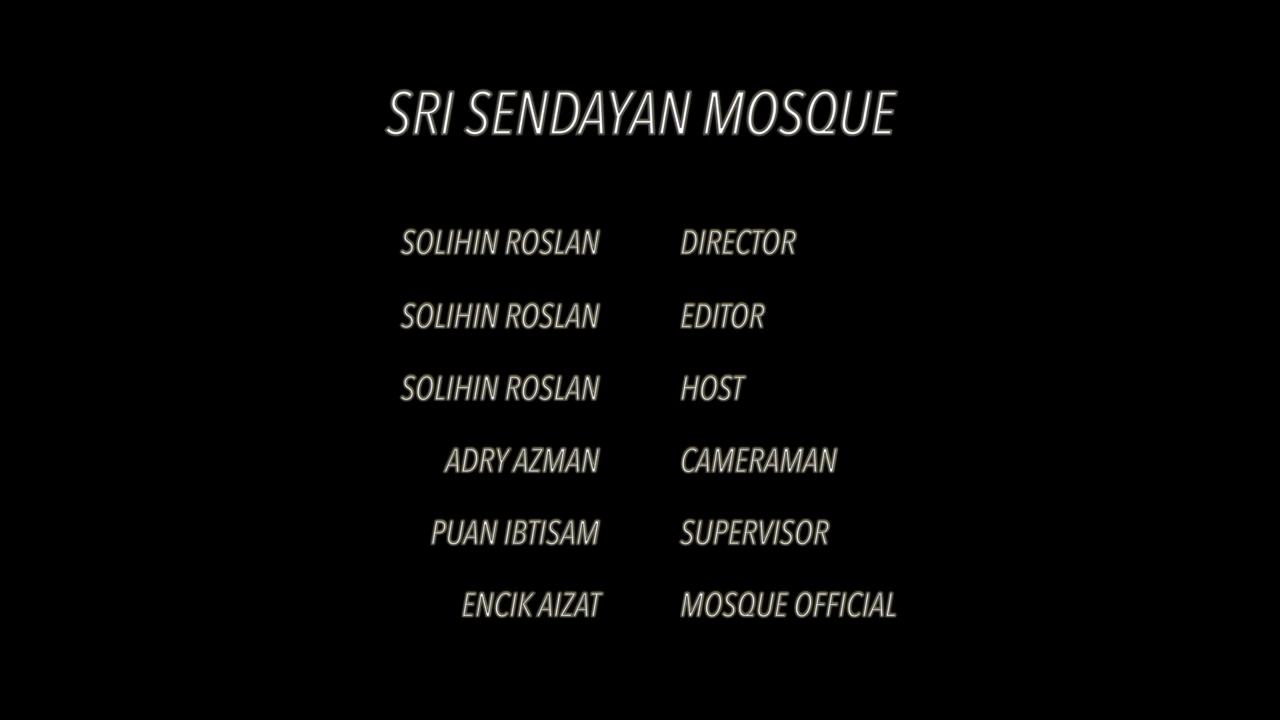 SRI SENDAYAN MOSQUE
SOLIHIN ROSLAN DIRECTOR
SOLIHIN ROSLAN EDITOR
SOLIHIN ROSLAN HOST
ADRY AZMAN CAMERAMAN
PUAN IBTISAM SUPERVISOR
ENCIK AIZAT MOSQUE OFFICIAL